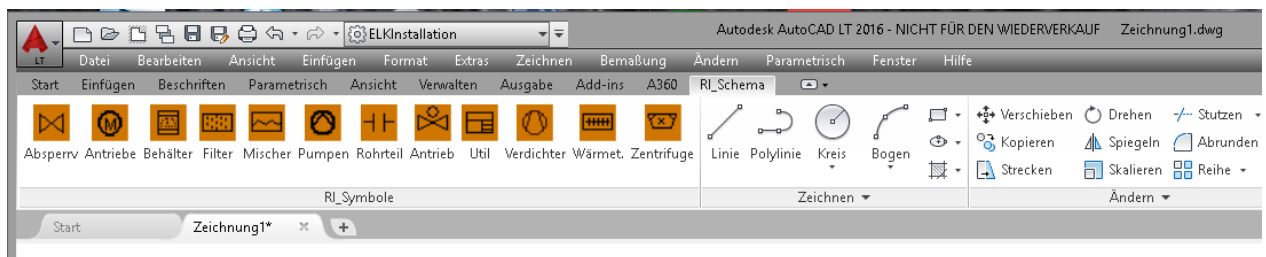 ELKInstallation Autodesk AutoCAD LT 2016 - NICHT FÜR DEN WIEDERVERKAUF Zeichnung1.dwg
LT Datei Bearbeiten Ansicht Einfügen Format Extras Zeichnen Bemaßung Ändern Parametrisch Fenster Hilfe
Start Einfügen Beschriften Parametrisch Ansicht Verwalten Ausgabe Add-ins A360 RI_Schema
Absperrv Antriebe Behälter Filter Mischer Pumpen Rohrteil Antrieb Util Verdichter Wärmet. Zentrifuge Linie Polylinie Kreis Bogen
Verschieben Drehen Stutzen
Kopieren Spiegeln Abrunden
Strecken Skalieren Reihe
RI_Symbole Zeichnen Ändern
Start Zeichnung1*